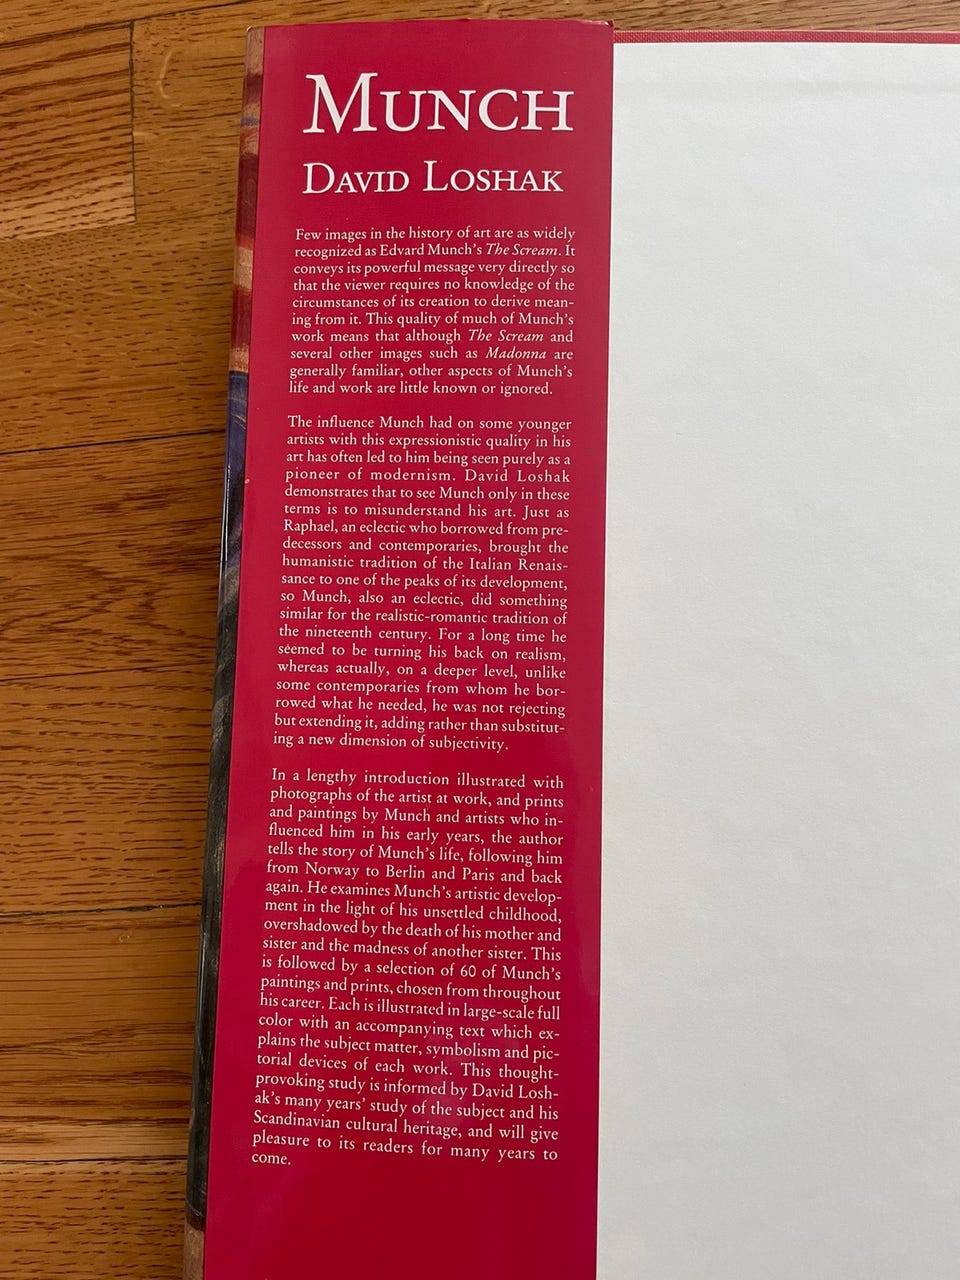 MUNCH
DAVID LOSHAK
Few images in the history of art are as widely
recognized as Edvard Munch's The Scream. It
conveys its powerful message very directly so
that the viewer requires no knowledge of the
circumstances of its creation to derive mean-
ing from it. This quality of much of Munch's
work means that although The Scream and
several other images such as Madonna are
generally familiar, other aspects of Munch's
life and work are little known or ignored.
The influence Munch had on some younger
artists with this expressionistic quality in his
art has often led to him being seen purely as a
pioneer of modernism. David Loshak
demonstrates that to see Munch only in these
terms is to misunderstand his art. Just as
Raphael, an eclectic who borrowed from pre-
decessors and contemporaries, brought the
humanistic tradition of the Italian Renais-
sance to one of the peaks of its development,
so Munch, also an eclectic, did something
similar for the realistic-romantic tradition of
the nineteenth century. For a long time he
seemed to be turning his back on realism,
whereas actually, on a deeper level, unlike
some contemporaries from whom he bor-
rowed what he needed, he was not rejecting
but extending it, adding rather than substitut-
ing a new dimension of subjectivity.
In a lengthy introduction illustrated with
photographs of the artist at work, and prints
and paintings by Munch and artists who in-
fluenced him in his early years, the author
tells the story of Munch's life, following him
from Norway to Berlin and Paris and back
again. He examines Munch's artistic develop-
ment in the light of his unsettled childhood,
overshadowed by the death of his mother and
sister and the madness of another sister. This
is followed by a selection of 60 of Munch's
paintings and prints, chosen from throughout
his career. Each is illustrated in large-scale full
color with an accompanying text which ex-
plains the subject matter, symbolism and pic-
torial devices of each work. This thought-
provoking study is informed by David Losh-
ak's many years' study of the subject and his
Scandinavian cultural heritage, and will give
pleasure to its readers for many years to
come.